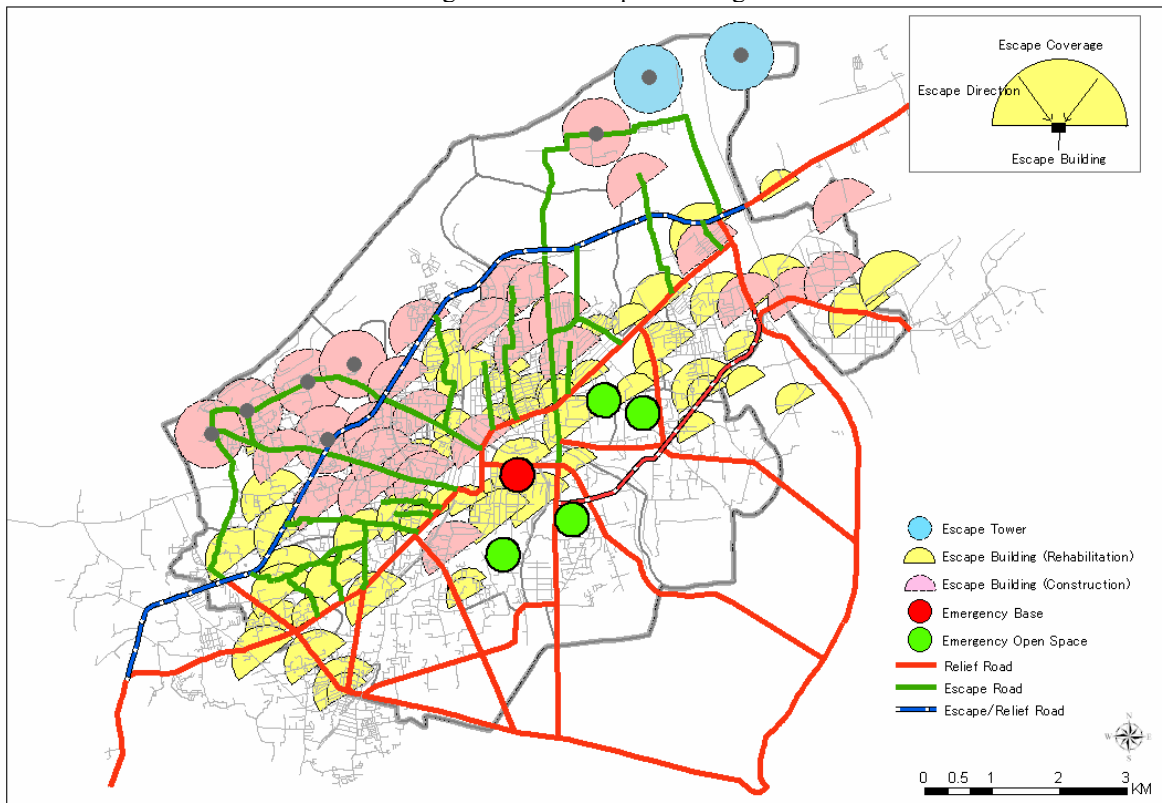 Escape Coverage
Escape Direction
Escape Building
Escape Tower
Escape Building (Rehabilitation)
Escape Building (Construction)
Emergency Base
Emergency Open Space
Relief Road
Escape Road
Escape/Relief Road
N
W E
S
0 0.5 1 2 3
KM